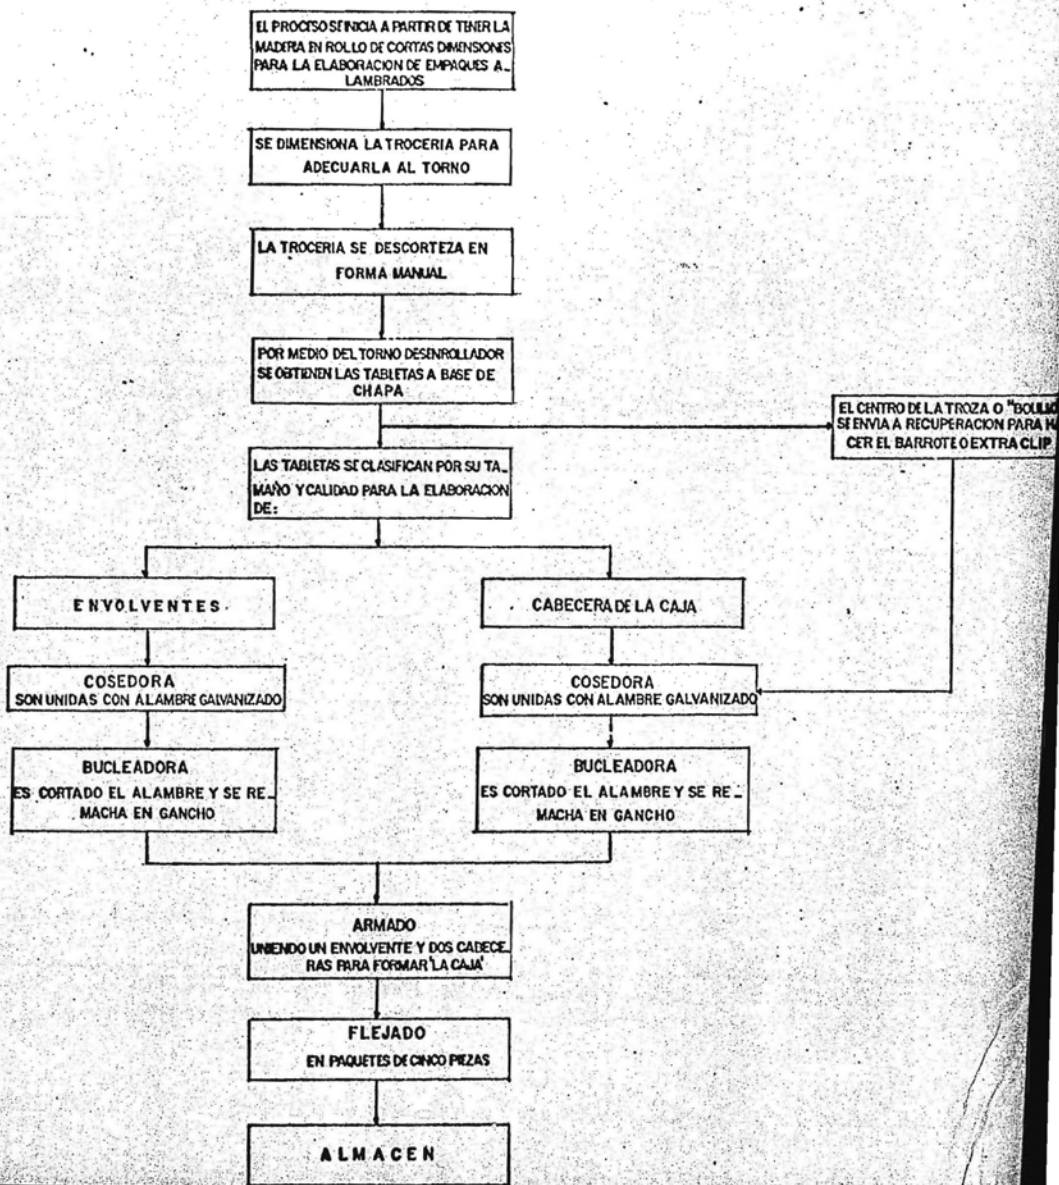 EL PROCESO SE INICIA A PARTIR DE TENER LA
MADERA EN ROLLO DE CORTAS DIMENSIONES
PARA LA ELABORACION DE EMPAQUES A_
LAMBRADOS
SE DIMENSIONA LA TROCERIA PARA
ADECUARLA AL TORNO
LA TROCERIA SE DESCORTEZA EN
FORMA MANUAL
POR MEDIO DEL TORNO DESENROLLADOR
SE OBTIENEN LAS TABLETAS A BASE DE
CHAPA
EL CENTRO DE LA TROZA O
SE ENVIA A RECUPERACION PARA
CER EL BARROTE O EXTRA CLIP
LAS TABLETAS SE CLASIFICAN POR SU TA_
MAÑO Y CALIDAD PARA LA ELABORACION
DE:
ENVOLVENTES
COSEDORA
SON UNIDAS CON ALAMBRE GALVANIZADO
BUCLEADORA
ES CORTADO EL ALAMBRE Y SE RE_
MACHA EN GANCHO
CABECERA DE LA CAJA
COSEDORA
SON UNIDAS CON ALAMBRE GALVANIZADO
BUCLEADORA
ES CORTADO EL ALAMBRE Y SE RE_
MACHA EN GANCHO
ARMADO
UNIENDO UN ENVOLVENTE Y DOS CADECE_
RAS PARA FORMAR 'LA CAJA'
FLEJADO
EN PAQUETES DE CINCO PIEZAS
ALMACEN